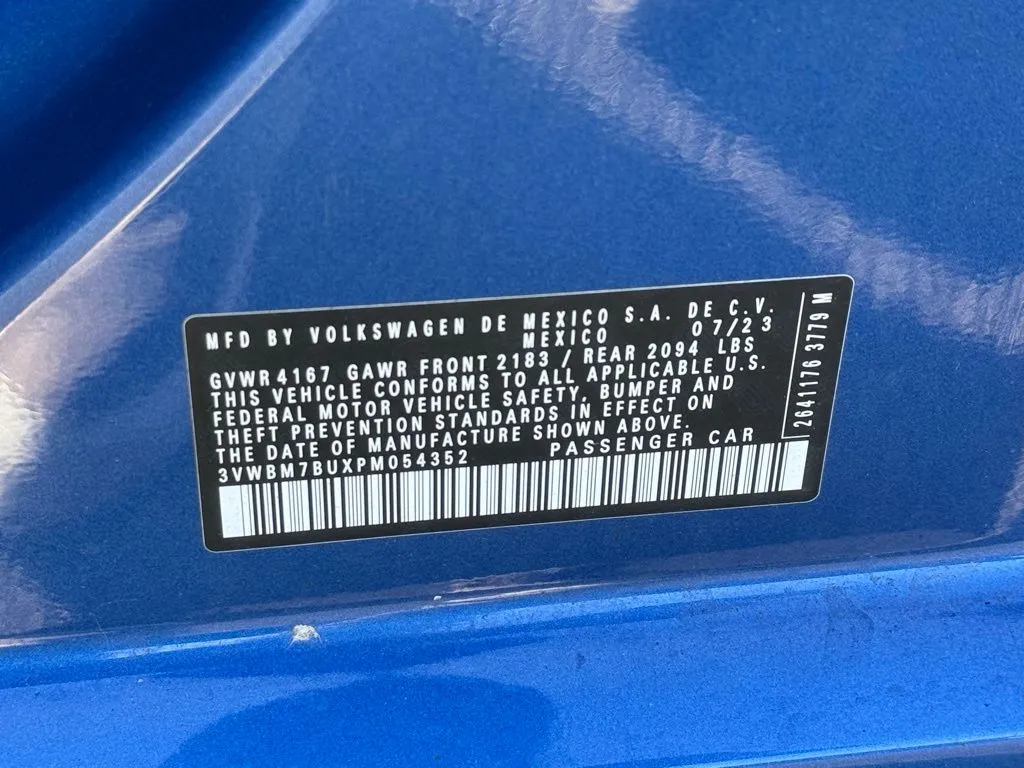 MFD BY VOLKSWAGEN DE MEXICO S.A. DE C.V.
MEXICO 07/23
GVWR 4167 GAWR FRONT 2183 / REAR 2094 LBS
THIS VEHICLE CONFORMS TO ALL APPLICABLE U.S.
FEDERAL MOTOR VEHICLE SAFETY, BUMPER AND
THEFT PREVENTION STANDARDS IN EFFECT ON
THE DATE OF MANUFACTURE SHOWN ABOVE.
3VWBM7BUXPM054352 PASSENGER CAR
2641176 3779 M